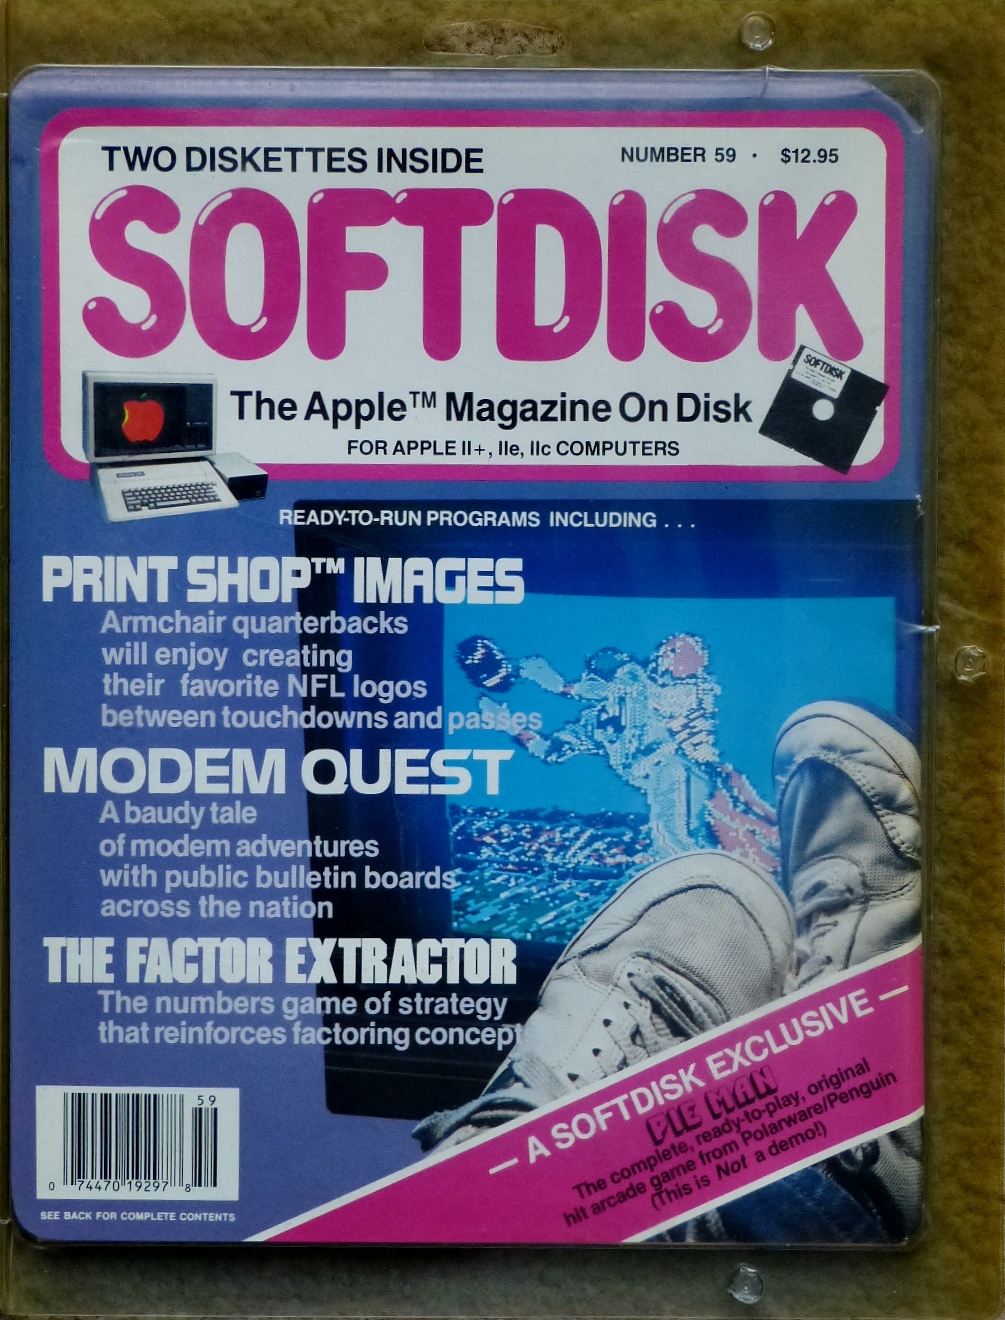 TWO DISKETTES INSIDE
NUMBER 59 · $12.95
SOFTDISK
SOFTDISK
The Apple™ Magazine On Disk
FOR APPLE II+, IIe, IIc COMPUTERS
READY-TO-RUN PROGRAMS INCLUDING . . .
PRINT SHOP™ IMAGES
Armchair quarterbacks
will enjoy creating
their favorite NFL logos
between touchdowns and passes
MODEM QUEST
A baudy tale
of modem adventures
with public bulletin boards
across the nation
THE FACTOR EXTRACTOR
The numbers game of strategy
that reinforces factoring concept
— A SOFTDISK EXCLUSIVE —
PIE MAN
The complete, ready-to-play, original
hit arcade game from Polarware/Penguin
(This is Not a demo!)
59
0 74470 19297 8
SEE BACK FOR COMPLETE CONTENTS